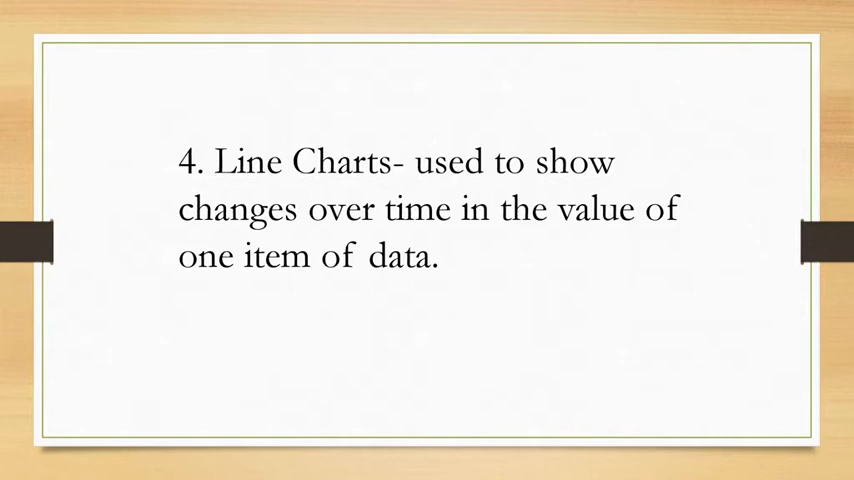 4. Line Charts- used to show
changes over time in the value of
one item of data.